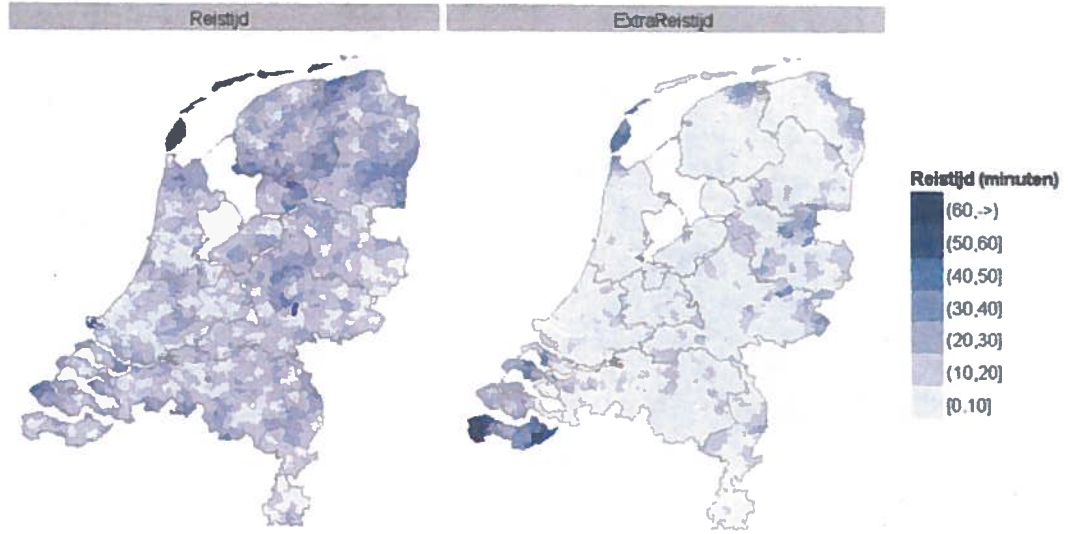 Reistijd
ExtraReistijd
Reistijd (minuten)
(60,->)
(50,60]
(40,50]
(30,40]
(20,30]
(10,20]
[0.10]